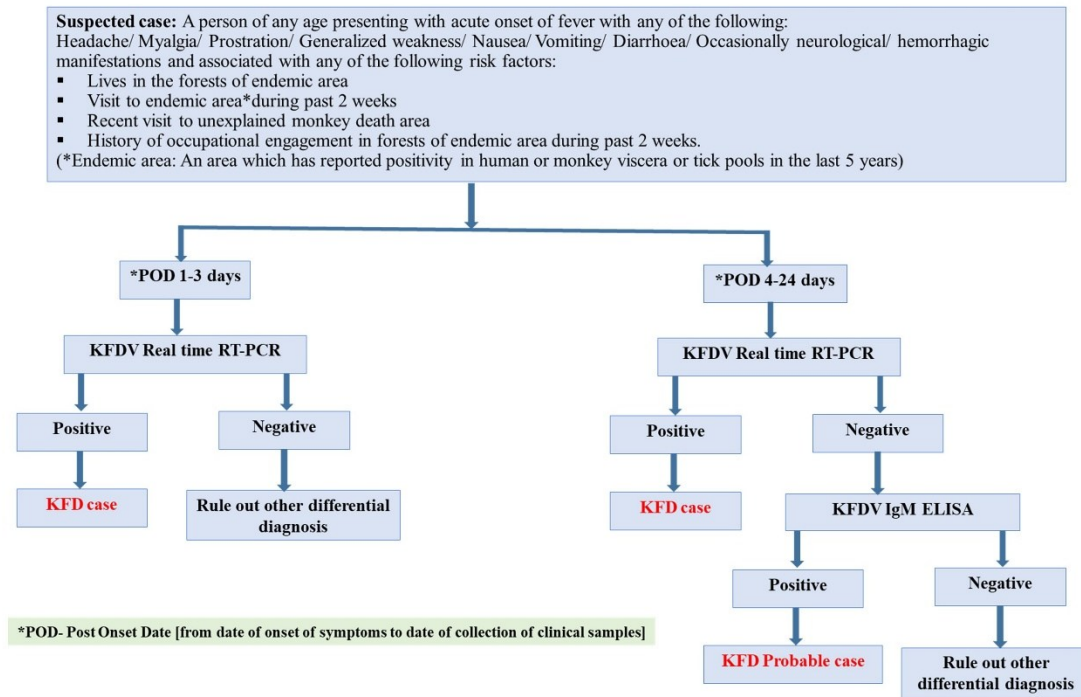 Suspected case: A person of any age presenting with acute onset of fever with any of the following:
Headache/ Myalgia/ Prostration/ Generalized weakness/ Nausea/ Vomiting/ Diarrhoea/ Occasionally neurological/ hemorrhagic
manifestations and associated with any of the following risk factors:
▪ Lives in the forests of endemic area
▪ Visit to endemic area*during past 2 weeks
▪ Recent visit to unexplained monkey death area
▪ History of occupational engagement in forests of endemic area during past 2 weeks.
(*Endemic area: An area which has reported positivity in human or monkey viscera or tick pools in the last 5 years)
*POD 1-3 days
*POD 4-24 days
KFDV Real time RT-PCR
KFDV Real time RT-PCR
Positive
Negative
Positive
Negative
KFD case
Rule out other differential
diagnosis
KFD case
KFDV IgM ELISA
Positive
Negative
*POD- Post Onset Date [from date of onset of symptoms to date of collection of clinical samples]
KFD Probable case
Rule out other
differential diagnosis